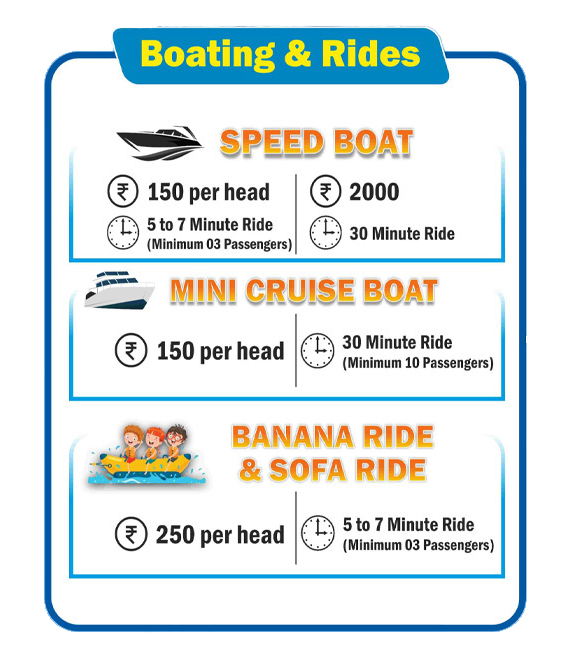 Boating & Rides
SPEED BOAT
₹ 150 per head
5 to 7 Minute Ride
(Minimum 03 Passengers)
₹ 2000
30 Minute Ride
MINI CRUISE BOAT
₹ 150 per head
30 Minute Ride
(Minimum 10 Passengers)
BANANA RIDE
& SOFA RIDE
₹ 250 per head
5 to 7 Minute Ride
(Minimum 03 Passengers)